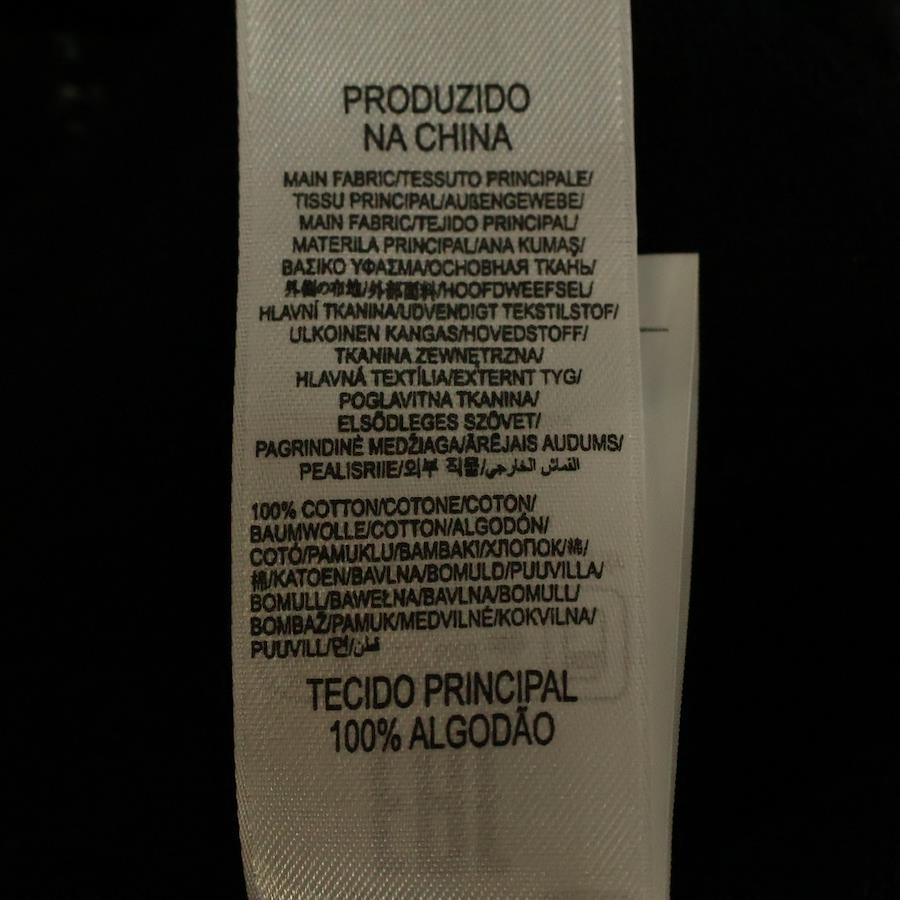 PRODUZIDO
NA CHINA
MAIN FABRIC/TESSUTO PRINCIPALE/
TISSU PRINCIPAL/AUßENGEWEBE/
MAIN FABRIC/TEJIDO PRINCIPAL/
MATERILA PRINCIPAL/ANA KUMAŞ/
ΒΑΣΙΚΟ ΥΦΑΣΜΑ/ОСНОВНАЯ ТКАНЬ/
外側の布地/外部面料/HOOFDWEEFSEL/
HLAVNÍ TKANINA/UDVENDIGT TEKSTILSTOF/
ULKOINEN KANGAS/HOVEDSTOFF/
TKANINA ZEWNĘTRZNA/
HLAVNÁ TEXTÍLIA/EXTERNT TYG/
POGLAVITNA TKANINA/
ELSŐDLEGES SZÖVET/
PAGRINDINĖ MEDŽIAGA/ĀRĒJAIS AUDUMS/
PEALISRIIE/외부 직물/القماش الخارجي/
100% COTTON/COTONE/COTON/
BAUMWOLLE/COTTON/ALGODÓN/
COTÓ/PAMUKLU/ΒΑΜΒΑΚΙ/ХЛОПОК/綿/
棉/KATOEN/BAVLNA/BOMULD/PUUVILLA/
BOMULL/BAWEŁNA/BAVLNA/BOMULL/
BOMBAŽ/PAMUK/MEDVILNĖ/KOKVILNA/
PUUVILL/면/قطن
TECIDO PRINCIPAL
100% ALGODÃO